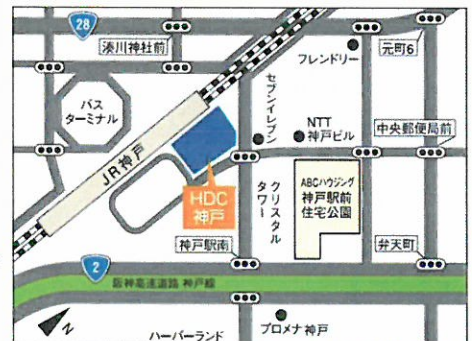 28
湊川神社前
フレンドリー
元町6
バス
ターミナル
セブンイレブン
NTT
神戸ビル
中央郵便局前
JR神戸
HDC
神戸
クリスタル
タワー
ABCハウジング
神戸駅前
住宅公園
神戸駅南
弁天町
2
阪神高速道路 神戸線
N
ハーバーランド
プロメナ神戸